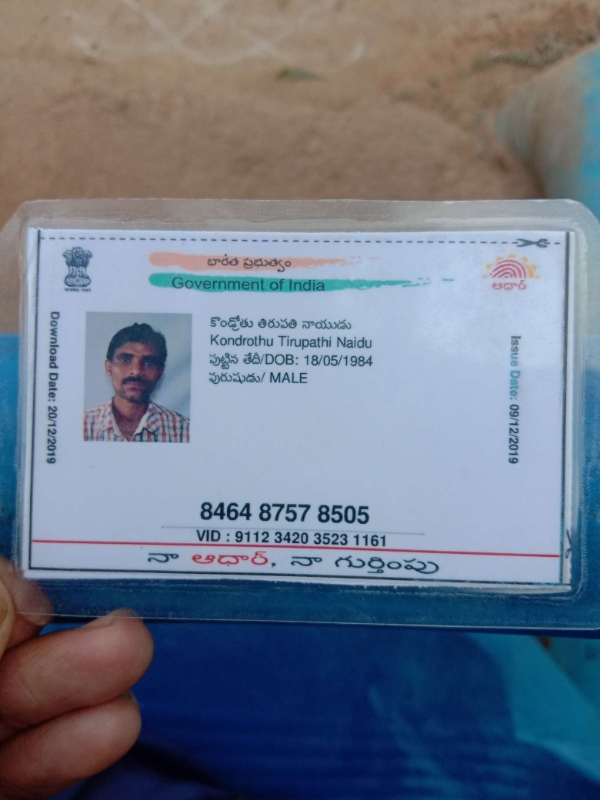 భారత ప్రభుత్వం
Government of India
ఆధార్
Download Date: 20/12/2019
కొండ్రోతు తిరుపతి నాయుడు
Kondrothu Tirupathi Naidu
పుట్టిన తేదీ/DOB: 18/05/1984
పురుషుడు/ MALE
Issue Date: 09/12/2019
8464 8757 8505
VID : 9112 3420 3523 1161
నా ఆధార్, నా గుర్తింపు